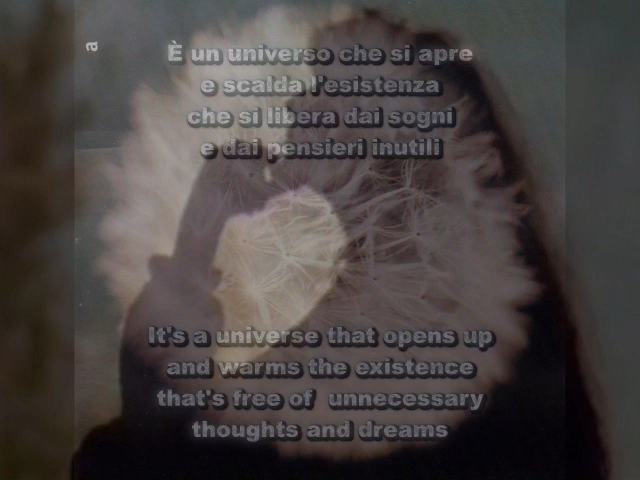 a
È un universo che si apre
e scalda l'esistenza
che si libera dai sogni
e dai pensieri inutili
It's a universe that opens up
and warms the existence
that's free of unnecessary
thoughts and dreams